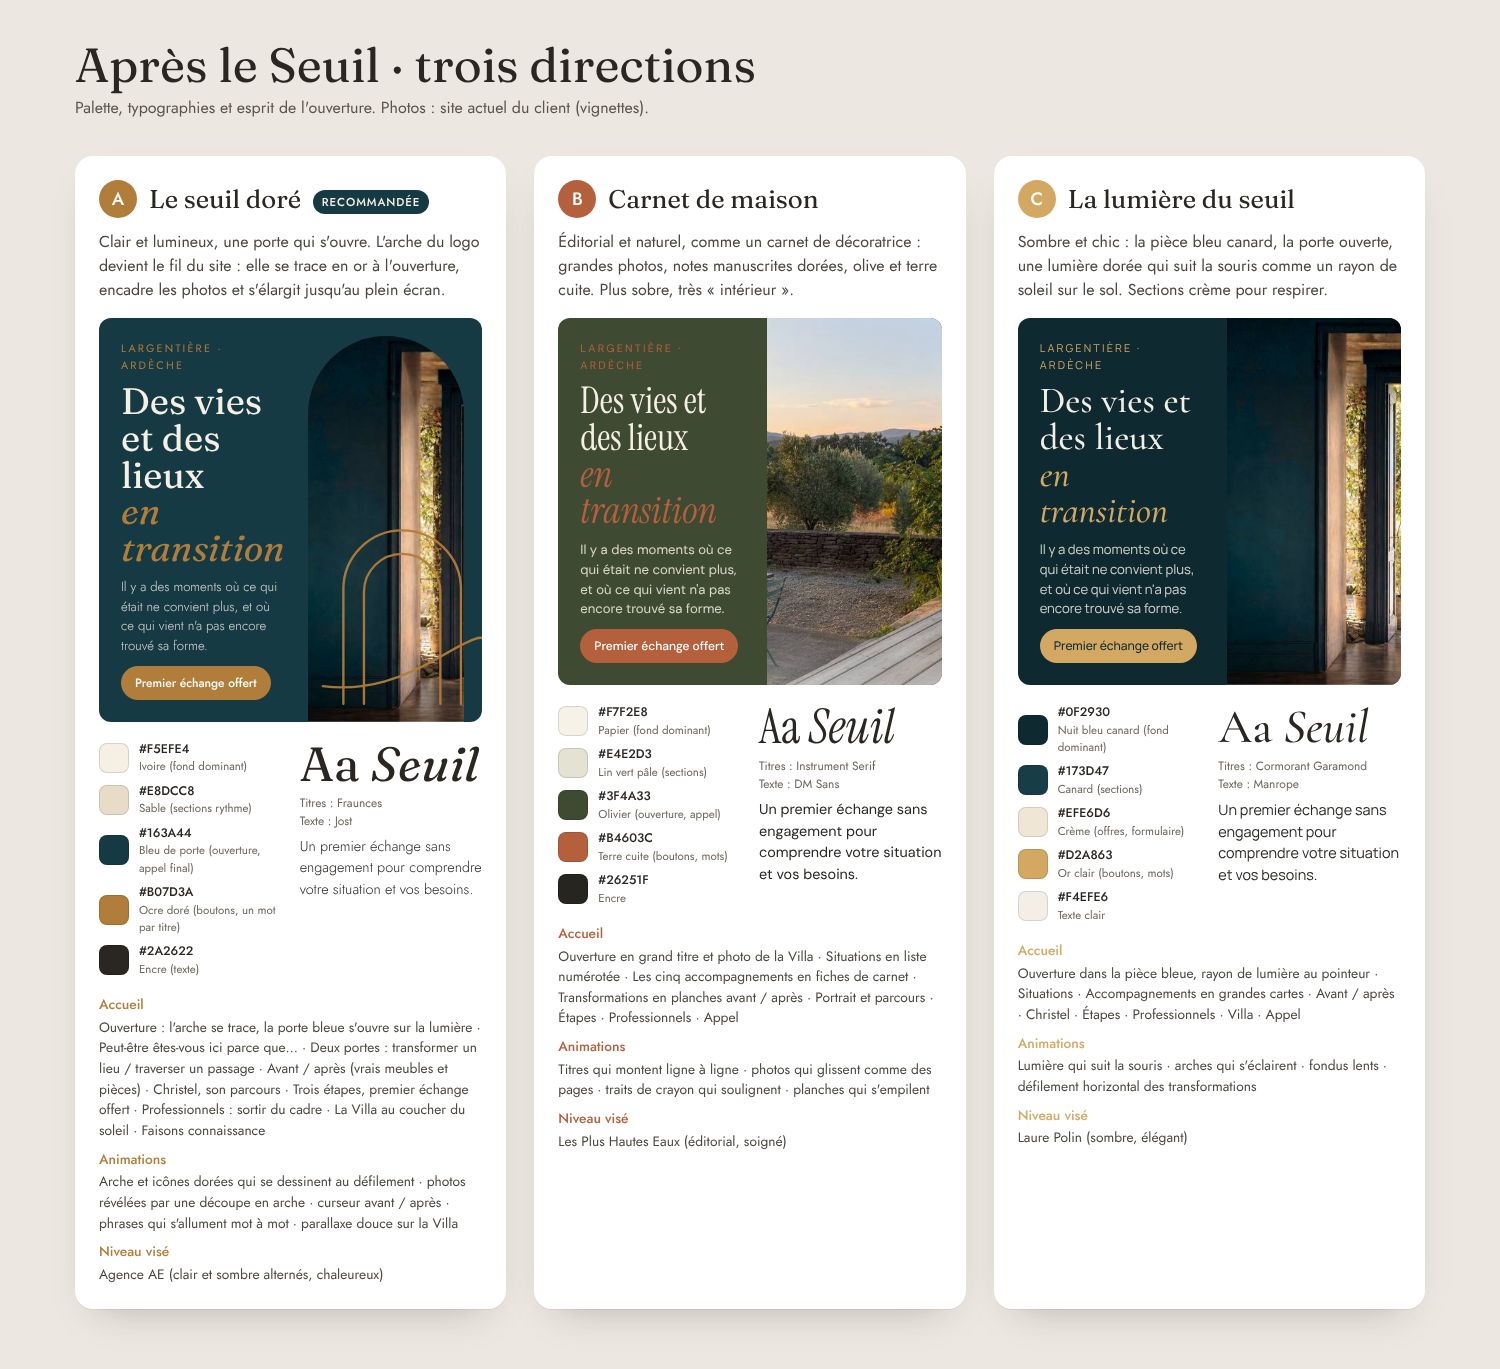 Après le Seuil · trois directions
Palette, typographies et esprit de l'ouverture. Photos : site actuel du client (vignettes).
A
Le seuil doré
RECOMMANDÉE
Clair et lumineux, une porte qui s'ouvre. L'arche du logo
devient le fil du site : elle se trace en or à l'ouverture,
encadre les photos et s'élargit jusqu'au plein écran.
LARGENTIÈRE ·
ARDÈCHE
Des vies
et des
lieux
en
transition
Il y a des moments où ce qui
était ne convient plus, et où
ce qui vient n'a pas encore
trouvé sa forme.
Premier échange offert
#F5EFE4
Ivoire (fond dominant)
#E8DCC8
Sable (sections rythme)
#163A44
Bleu de porte (ouverture,
appel final)
#B07D3A
Ocre doré (boutons, un mot
par titre)
#2A2622
Encre (texte)
Aa Seuil
Titres : Fraunces
Texte : Jost
Un premier échange sans
engagement pour comprendre
votre situation et vos besoins.
Accueil
Ouverture : l'arche se trace, la porte bleue s'ouvre sur la lumière ·
Peut-être êtes-vous ici parce que… · Deux portes : transformer un
lieu / traverser un passage · Avant / après (vrais meubles et
pièces) · Christel, son parcours · Trois étapes, premier échange
offert · Professionnels : sortir du cadre · La Villa au coucher du
soleil · Faisons connaissance
Animations
Arche et icônes dorées qui se dessinent au défilement · photos
révélées par une découpe en arche · curseur avant / après ·
phrases qui s'allument mot à mot · parallaxe douce sur la Villa
Niveau visé
Agence AE (clair et sombre alternés, chaleureux)
B
Carnet de maison
Éditorial et naturel, comme un carnet de décoratrice :
grandes photos, notes manuscrites dorées, olive et terre
cuite. Plus sobre, très « intérieur ».
LARGENTIÈRE ·
ARDÈCHE
Des vies et
des lieux
en
transition
Il y a des moments où ce
qui était ne convient plus,
et où ce qui vient n'a pas
encore trouvé sa forme.
Premier échange offert
#F7F2E8
Papier (fond dominant)
#E4E2D3
Lin vert pâle (sections)
#3F4A33
Olivier (ouverture, appel)
#B4603C
Terre cuite (boutons, mots)
#26251F
Encre
Aa Seuil
Titres : Instrument Serif
Texte : DM Sans
Un premier échange sans
engagement pour
comprendre votre situation
et vos besoins.
Accueil
Ouverture en grand titre et photo de la Villa · Situations en liste
numérotée · Les cinq accompagnements en fiches de carnet ·
Transformations en planches avant / après · Portrait et parcours ·
Étapes · Professionnels · Appel
Animations
Titres qui montent ligne à ligne · photos qui glissent comme des
pages · traits de crayon qui soulignent · planches qui s'empilent
Niveau visé
Les Plus Hautes Eaux (éditorial, soigné)
C
La lumière du seuil
Sombre et chic : la pièce bleu canard, la porte ouverte,
une lumière dorée qui suit la souris comme un rayon de
soleil sur le sol. Sections crème pour respirer.
LARGENTIÈRE ·
ARDÈCHE
Des vies et
des lieux
en
transition
Il y a des moments où ce
qui était ne convient plus,
et où ce qui vient n'a pas
encore trouvé sa forme.
Premier échange offert
#0F2930
Nuit bleu canard (fond
dominant)
#173D47
Canard (sections)
#EFE6D6
Crème (offres, formulaire)
#D2A863
Or clair (boutons, mots)
#F4EFE6
Texte clair
Aa Seuil
Titres : Cormorant Garamond
Texte : Manrope
Un premier échange sans
engagement pour
comprendre votre situation
et vos besoins.
Accueil
Ouverture dans la pièce bleue, rayon de lumière au pointeur ·
Situations · Accompagnements en grandes cartes · Avant / après
· Christel · Étapes · Professionnels · Villa · Appel
Animations
Lumière qui suit la souris · arches qui s'éclairent · fondus lents ·
défilement horizontal des transformations
Niveau visé
Laure Polin (sombre, élégant)